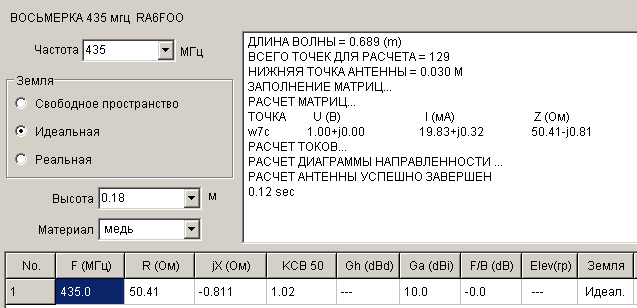 ВОСЬМЕРКА 435 мгц RA6FOO
Частота 435 МГц
Земля
Свободное пространство
Идеальная
Реальная
Высота 0.18 м
Материал медь
ДЛИНА ВОЛНЫ = 0.689 (m)
ВСЕГО ТОЧЕК ДЛЯ РАСЧЕТА = 129
НИЖНЯЯ ТОЧКА АНТЕННЫ = 0.030 М
ЗАПОЛНЕНИЕ МАТРИЦ...
РАСЧЕТ МАТРИЦ...
ТОЧКА U (В) I (мА) Z (Ом)
w7c 1.00+j0.00 19.83+j0.32 50.41-j0.81
РАСЧЕТ ТОКОВ...
РАСЧЕТ ДИАГРАММЫ НАПРАВЛЕННОСТИ ...
РАСЧЕТ АНТЕННЫ УСПЕШНО ЗАВЕРШЕН
0.12 sec
No. F (МГц) R (Ом) jX (Ом) КСВ 50 Gh (dBd) Ga (dBi) F/B (dB) Elev(гр) Земля
1 435.0 50.41 -0.811 1.02 --- 10.0 -0.0 --- Идеал.